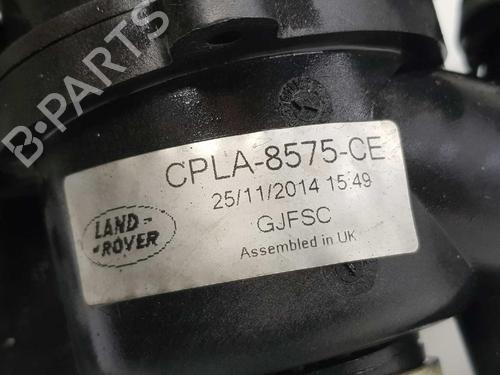 B-PARTS
CPLA-8575-CE
25/11/2014 15:49
GJFSC
Assembled in UK
LAND-
-ROVER